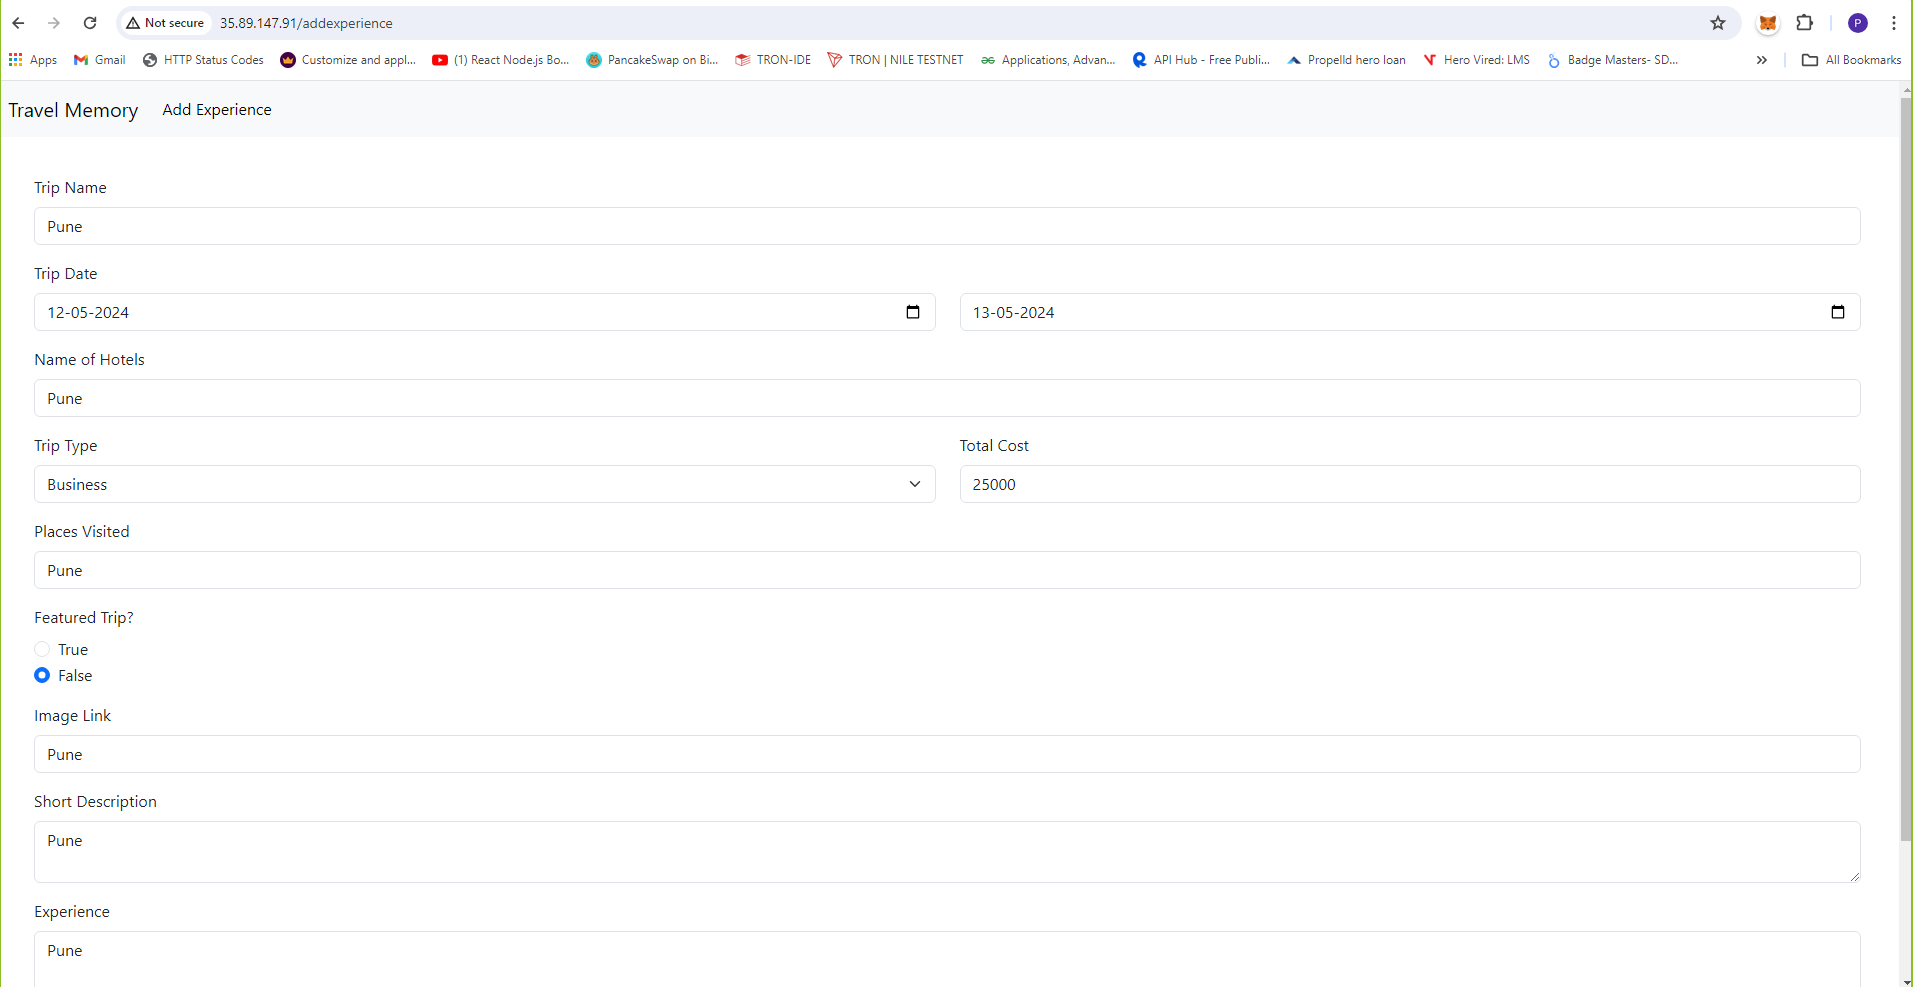 Not secure 35.89.147.91/addexperience P
Apps Gmail HTTP Status Codes Customize and appl... (1) React Node.js Bo... PancakeSwap on Bi... TRON-IDE TRON | NILE TESTNET Applications, Advan... API Hub - Free Publi... Propelld hero loan Hero Vired: LMS Badge Masters- SD... » All Bookmarks
Travel Memory Add Experience
Trip Name
Pune
Trip Date
12-05-2024 13-05-2024
Name of Hotels
Pune
Trip Type Total Cost
Business 25000
Places Visited
Pune
Featured Trip?
True
False
Image Link
Pune
Short Description
Pune
Experience
Pune